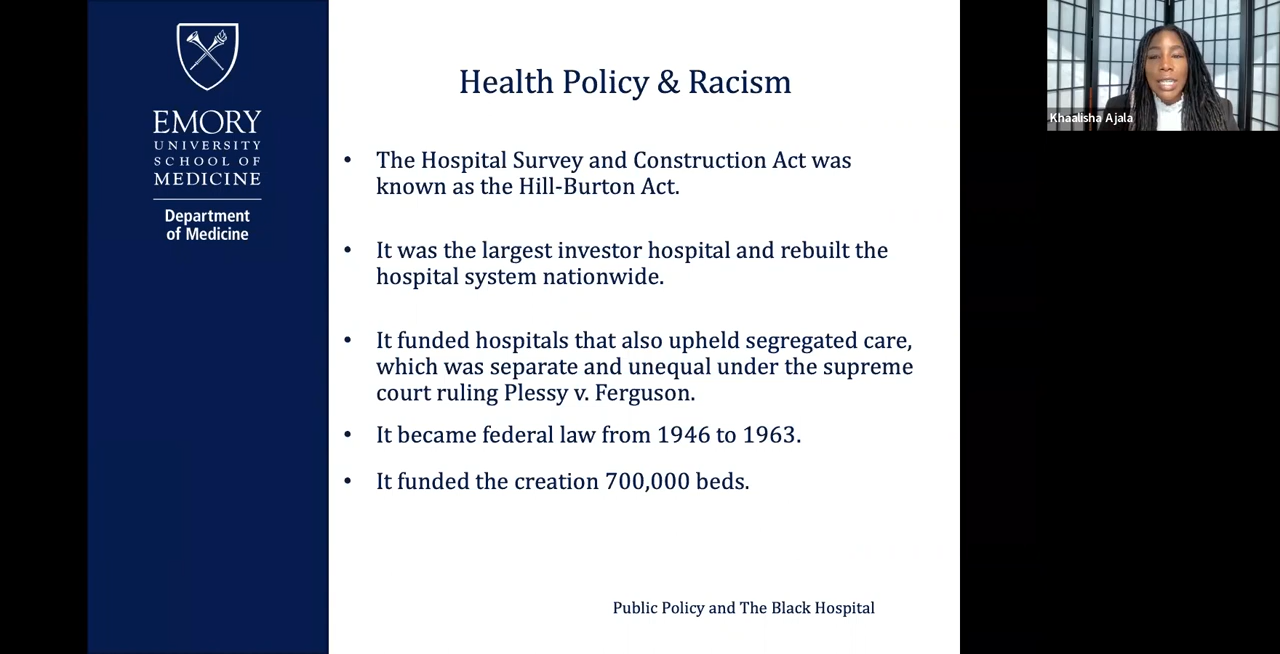 EMORY
UNIVERSITY
SCHOOL OF
MEDICINE
Department
of Medicine
Health Policy & Racism
• The Hospital Survey and Construction Act was
known as the Hill-Burton Act.
• It was the largest investor hospital and rebuilt the
hospital system nationwide.
• It funded hospitals that also upheld segregated care,
which was separate and unequal under the supreme
court ruling Plessy v. Ferguson.
• It became federal law from 1946 to 1963.
• It funded the creation 700,000 beds.
Public Policy and The Black Hospital
Khaalisha Ajala